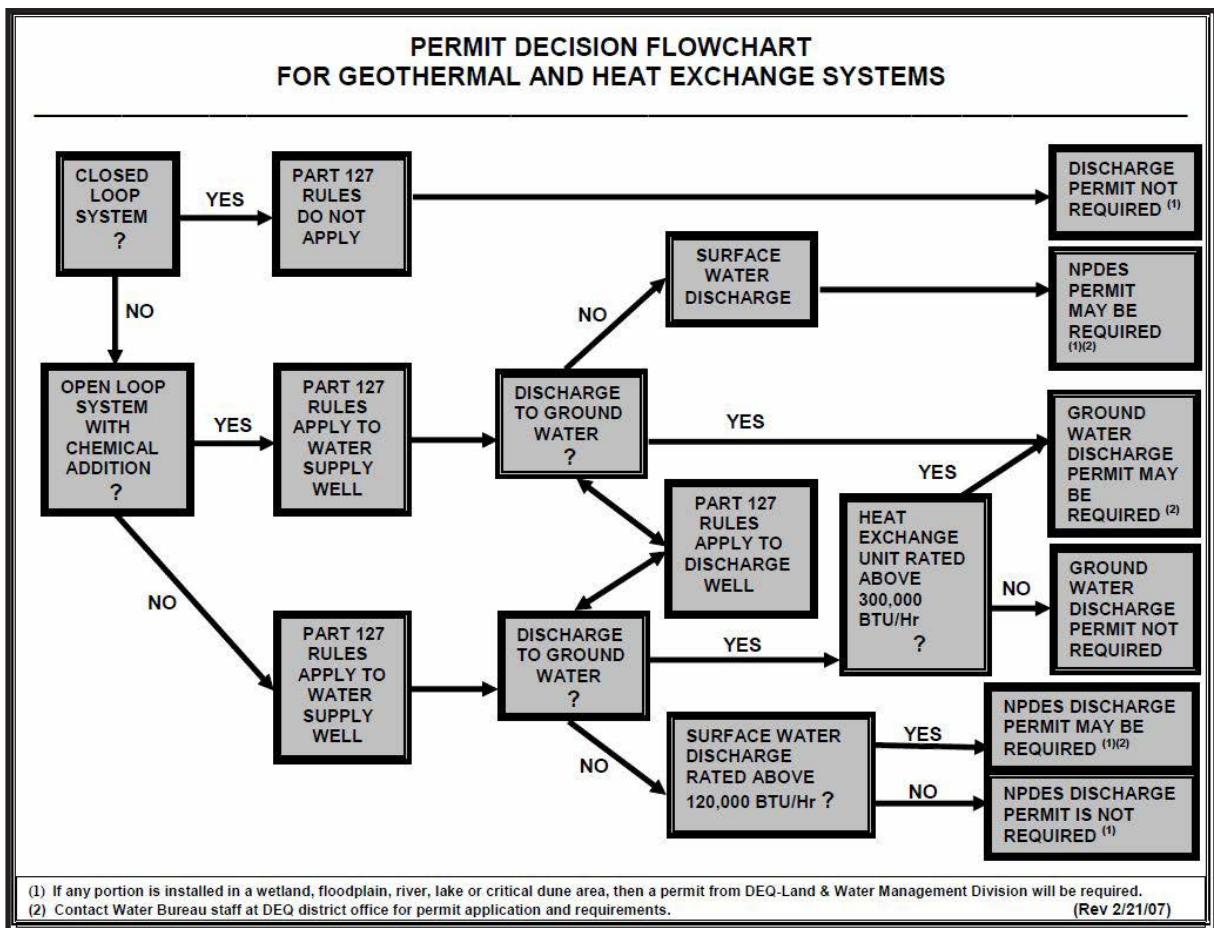 PERMIT DECISION FLOWCHART
FOR GEOTHERMAL AND HEAT EXCHANGE SYSTEMS
CLOSED
LOOP
SYSTEM
?
YES
PART 127
RULES
DO NOT
APPLY
DISCHARGE
PERMIT NOT
REQUIRED (1)
NO
SURFACE
WATER
DISCHARGE
NPDES
PERMIT
MAY BE
REQUIRED
(1)(2)
NO
OPEN LOOP
SYSTEM
WITH
CHEMICAL
ADDITION
?
YES
PART 127
RULES
APPLY TO
WATER
SUPPLY
WELL
DISCHARGE
TO GROUND
WATER
?
YES
GROUND
WATER
DISCHARGE
PERMIT MAY
BE
REQUIRED (2)
PART 127
RULES
APPLY TO
DISCHARGE
WELL
YES
HEAT
EXCHANGE
UNIT RATED
ABOVE
300,000
BTU/Hr
?
NO
GROUND
WATER
DISCHARGE
PERMIT NOT
REQUIRED
NO
PART 127
RULES
APPLY TO
WATER
SUPPLY
WELL
DISCHARGE
TO GROUND
WATER
?
YES
NO
SURFACE WATER
DISCHARGE
RATED ABOVE
120,000 BTU/Hr ?
YES
NPDES DISCHARGE
PERMIT MAY BE
REQUIRED (1)(2)
NO
NPDES DISCHARGE
PERMIT IS NOT
REQUIRED (1)
(1) If any portion is installed in a wetland, floodplain, river, lake or critical dune area, then a permit from DEQ-Land & Water Management Division will be required.
(2) Contact Water Bureau staff at DEQ district office for permit application and requirements. (Rev 2/21/07)